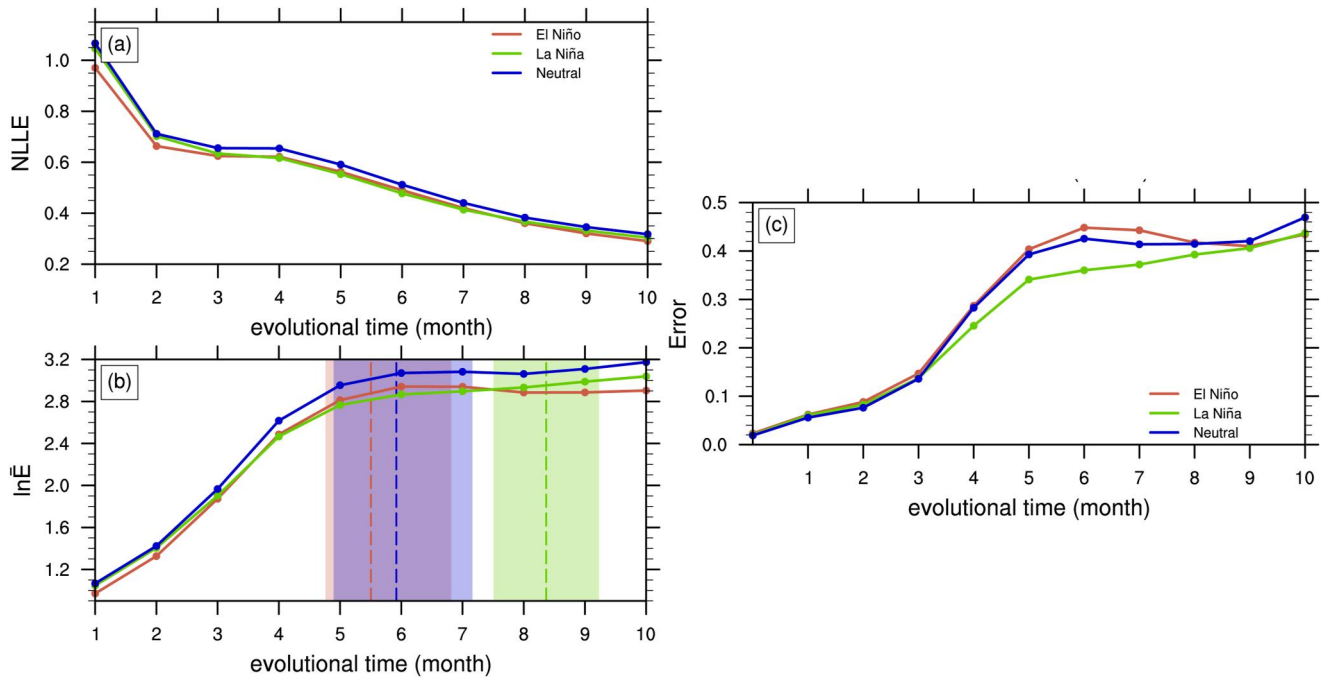 (a)
El Niño
La Niña
Neutral
NLLE
1.0
0.8
0.6
0.4
0.2
1 2 3 4 5 6 7 8 9 10
evolutional time (month)
(b)
lnĒ
3.2
2.8
2.4
2.0
1.6
1.2
1 2 3 4 5 6 7 8 9 10
evolutional time (month)
(c)
Error
0.5
0.4
0.3
0.2
0.1
0.0
El Niño
La Niña
Neutral
1 2 3 4 5 6 7 8 9 10
evolutional time (month)